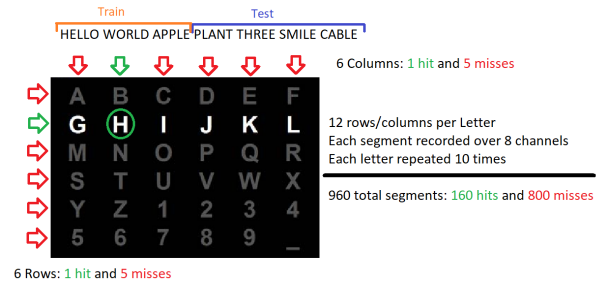 Train Test
HELLO WORLD APPLE PLANT THREE SMILE CABLE
6 Columns: 1 hit and 5 misses
A B C D E F
G H I J K L
M N O P Q R
S T U V W X
Y Z 1 2 3 4
5 6 7 8 9 _
12 rows/columns per Letter
Each segment recorded over 8 channels
Each letter repeated 10 times
960 total segments: 160 hits and 800 misses
6 Rows: 1 hit and 5 misses